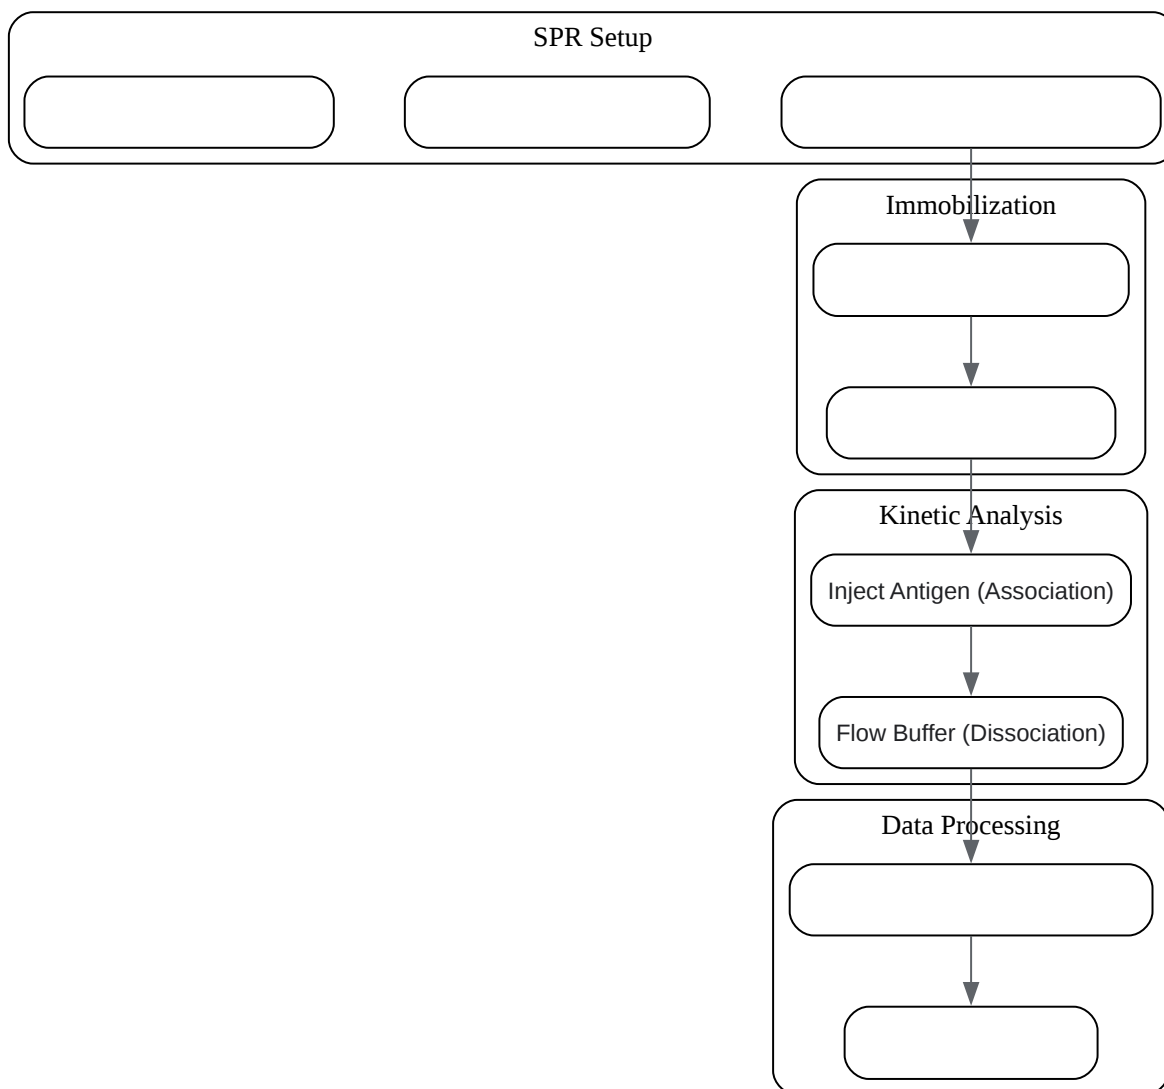 SPR Setup
Immobilization
Kinetic Analysis
Inject Antigen (Association)
Flow Buffer (Dissociation)
Data Processing